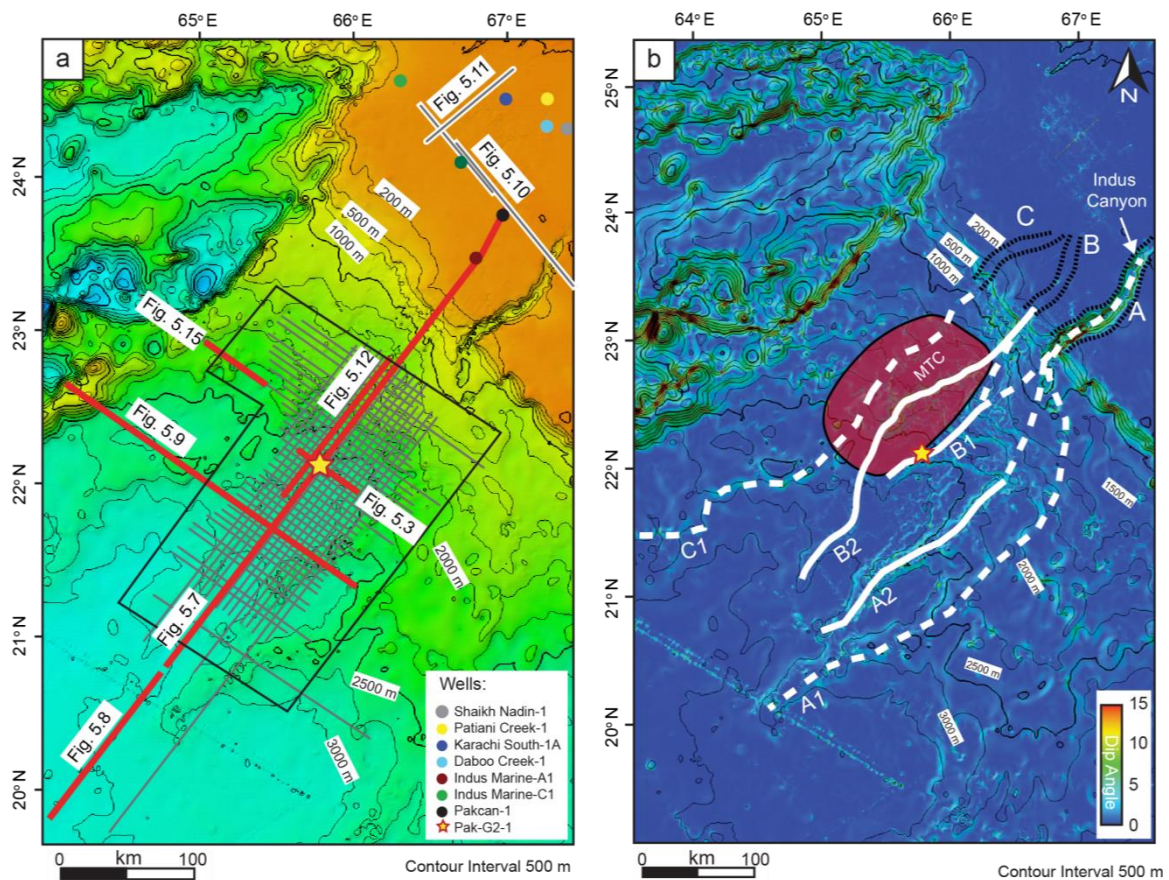 65°E 66°E 67°E
a
24°N
23°N
22°N
21°N
20°N
Fig. 5.11
Fig. 5.10
200 m
500 m
1000 m
Fig. 5.15
Fig. 5.12
Fig. 5.9
Fig. 5.3
2000 m
Fig. 5.7
2500 m
Fig. 5.8
3000 m
Wells:
Shaikh Nadin-1
Patiani Creek-1
Karachi South-1A
Daboo Creek-1
Indus Marine-A1
Indus Marine-C1
Pakcan-1
Pak-G2-1
0 km 100
Contour Interval 500 m
64°E 65°E 66°E 67°E
b
N
25°N
24°N
23°N
22°N
21°N
20°N
Indus
Canyon
C
200 m
B
500 m
1000 m
A
MTC
B1
1500 m
C1
B2
A2
2000 m
2500 m
A1
3000 m
15
10
5
0
Dip Angle
0 km 100
Contour Interval 500 m